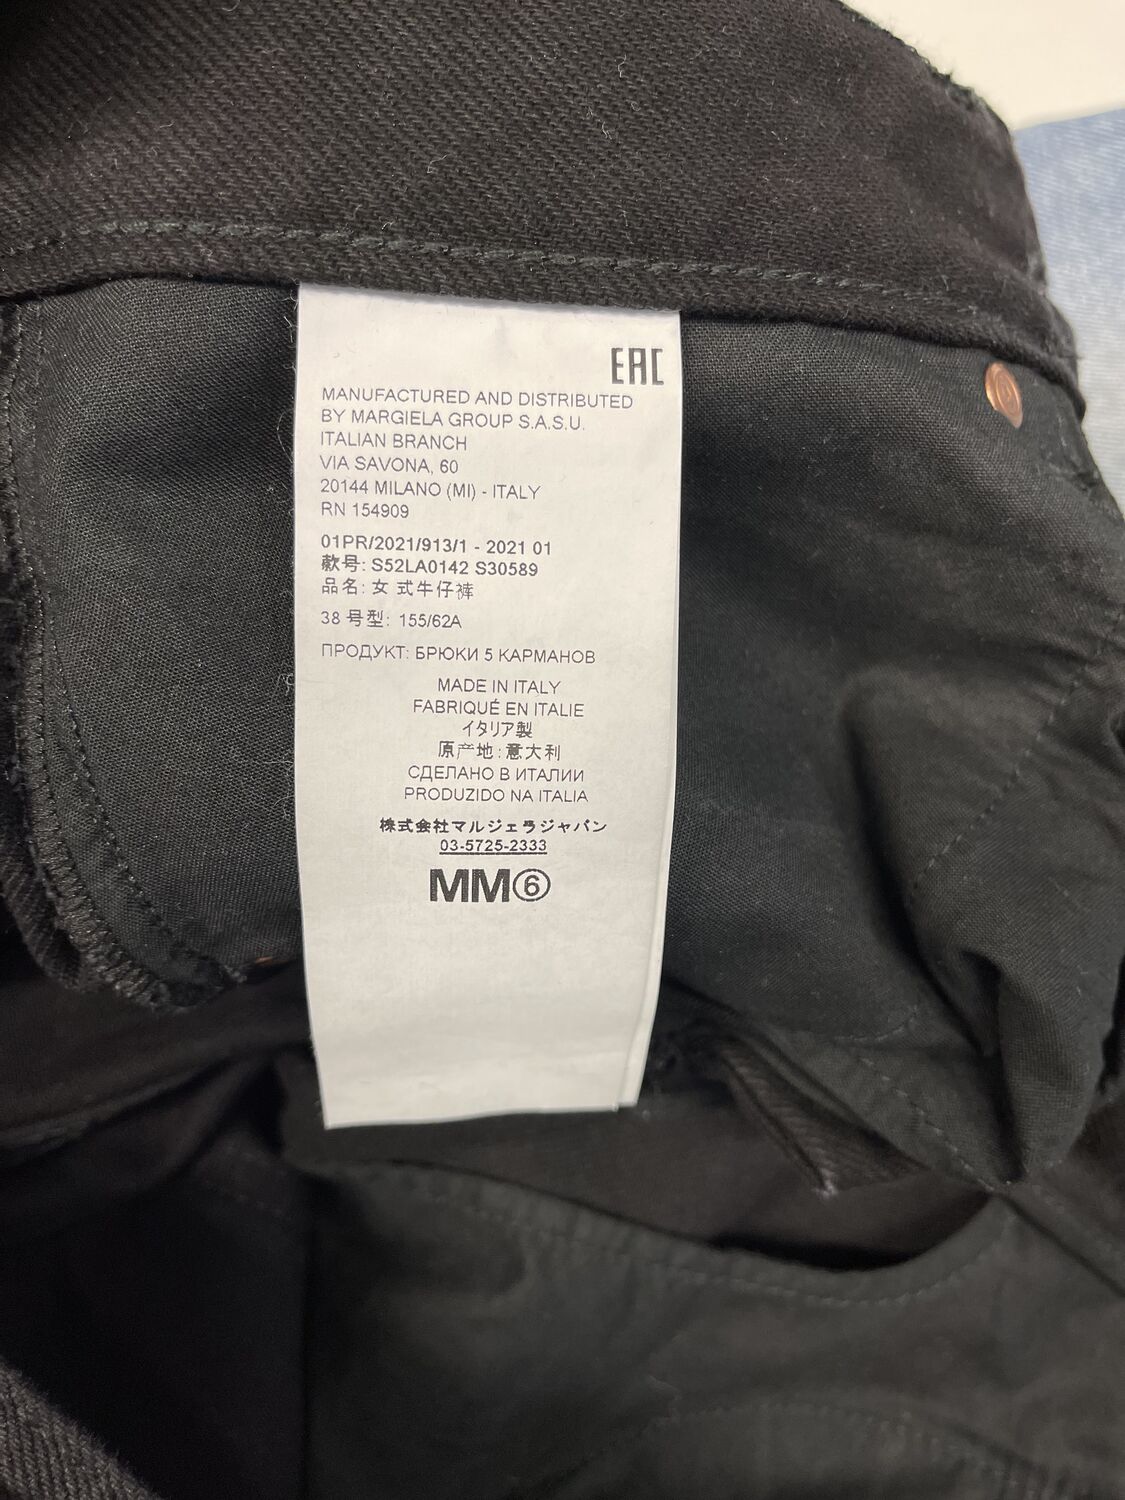 EAC
MANUFACTURED AND DISTRIBUTED
BY MARGIELA GROUP S.A.S.U.
ITALIAN BRANCH
VIA SAVONA, 60
20144 MILANO (MI) - ITALY
RN 154909
01PR/2021/913/1 - 2021 01
款号: S52LA0142 S30589
品名: 女 式牛仔裤
38 号型: 155/62A
ПРОДУКТ: БРЮКИ 5 КАРМАНОВ
MADE IN ITALY
FABRIQUÉ EN ITALIE
イタリア製
原产地: 意大利
СДЕЛАНО В ИТАЛИИ
PRODUZIDO NA ITALIA
株式会社マルジェラジャパン
03-5725-2333
MM⑥